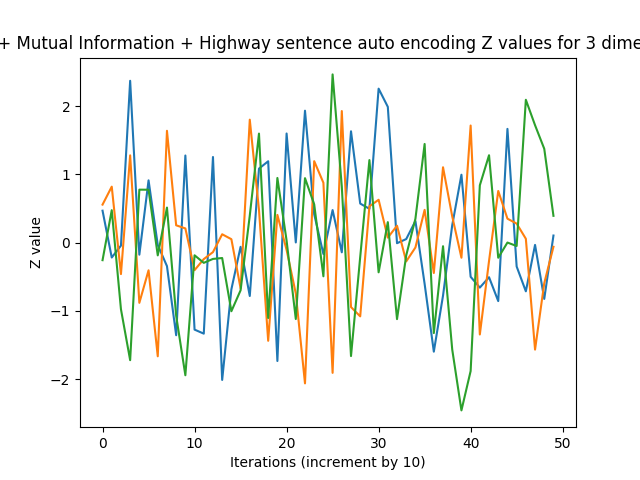 + Mutual Information + Highway sentence auto encoding Z values for 3 dime
2
1
0
−1
−2
Z value
0 10 20 30 40 50
Iterations (increment by 10)